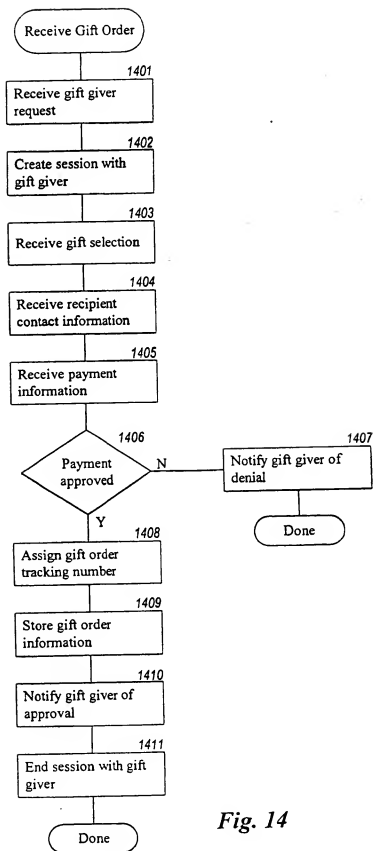 Receive Gift Order
1401
Receive gift giver
request
1402
Create session with
gift giver
1403
Receive gift selection
1404
Receive recipient
contact information
1405
Receive payment
information
1406
Payment
approved
N
Y
1407
Notify gift giver of
denial
Done
1408
Assign gift order
tracking number
1409
Store gift order
information
1410
Notify gift giver of
approval
1411
End session with gift
giver
Done
Fig. 14